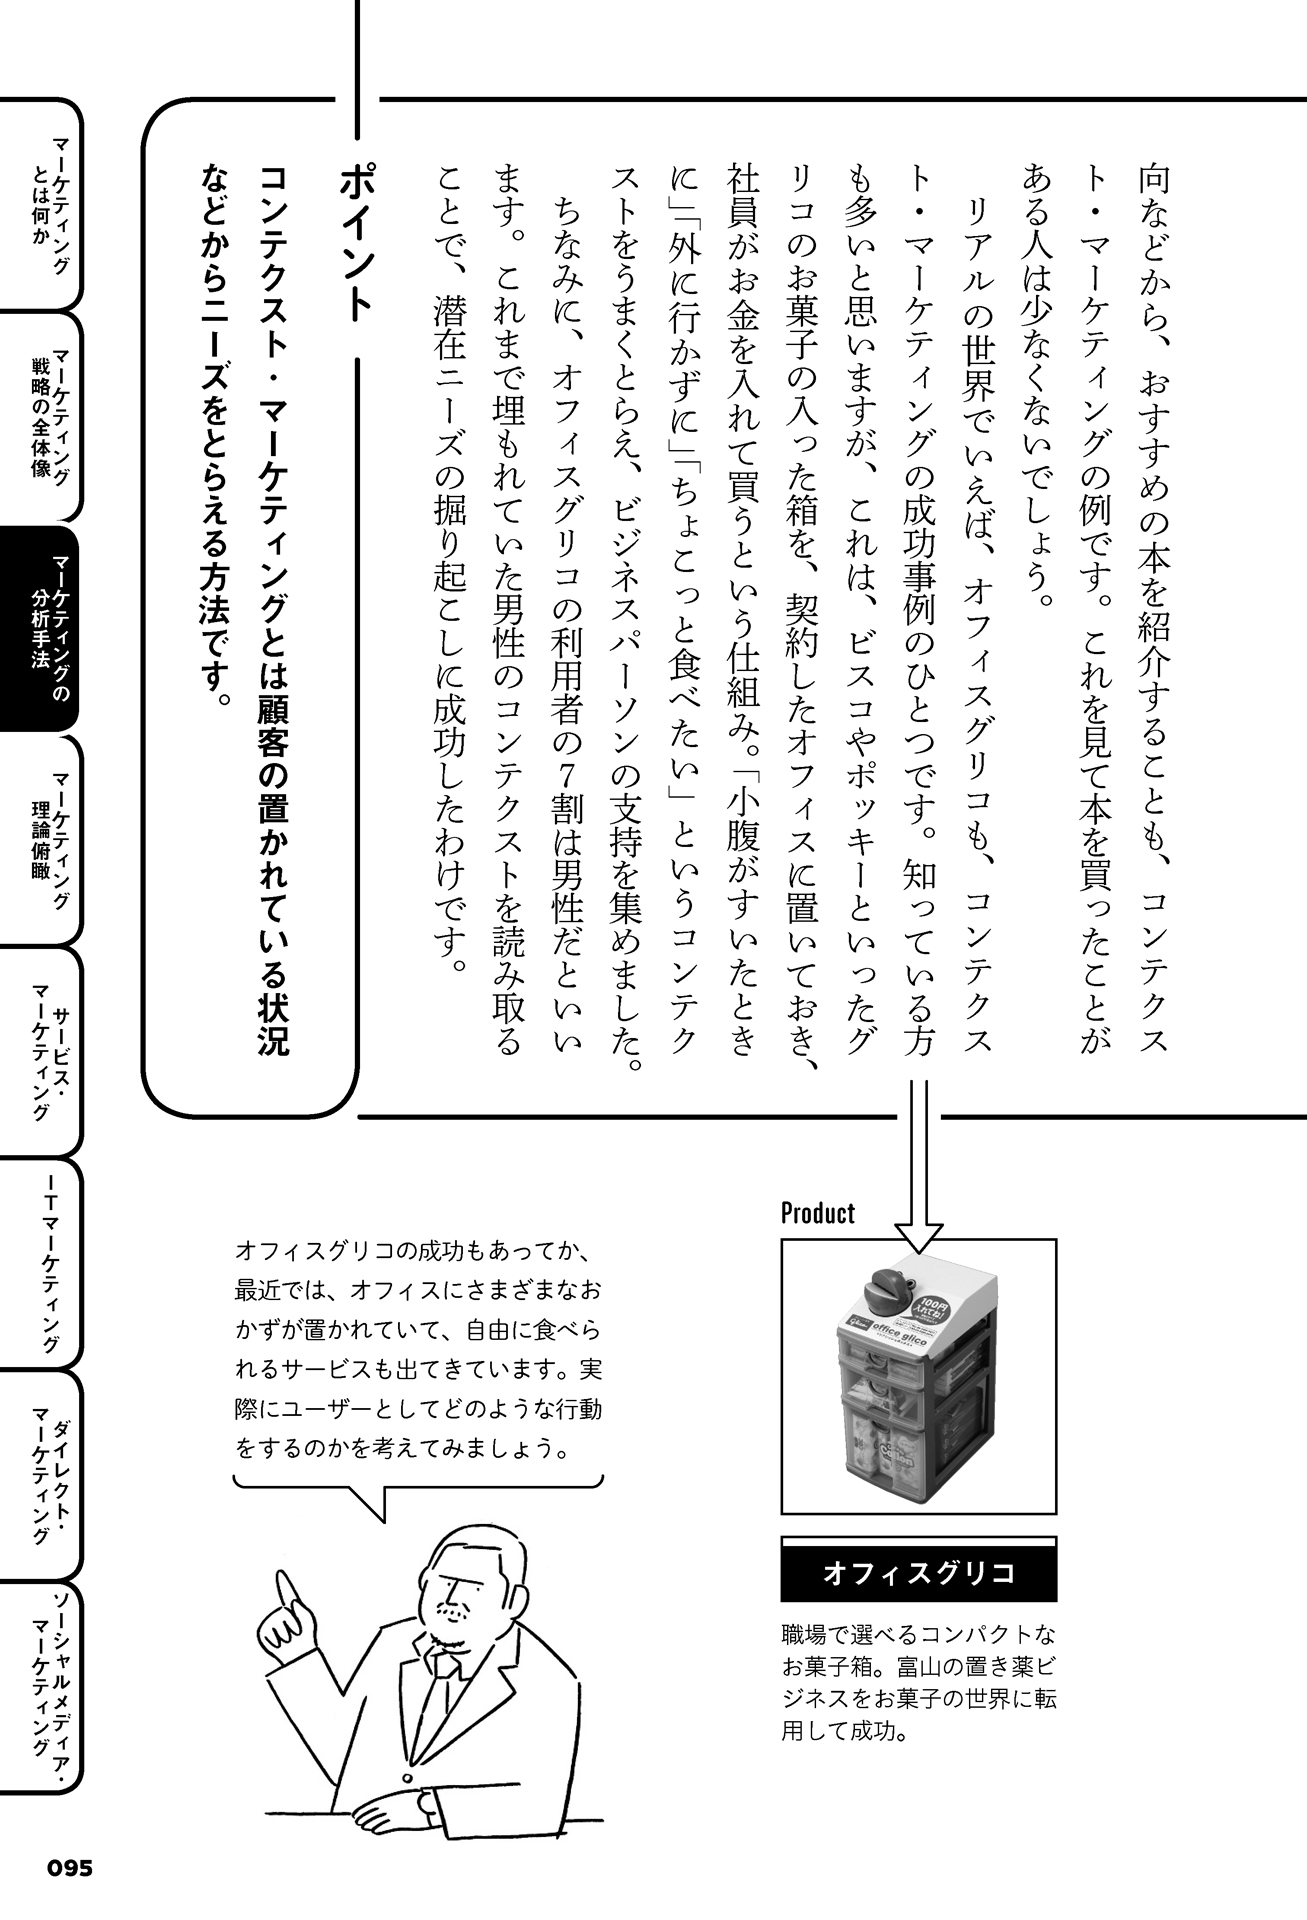 向などから、おすすめの本を紹介することも、コンテクス
ト・マーケティングの例です。これを見て本を買ったことが
ある人は少なくないでしょう。
リアルの世界でいえば、オフィスグリコも、コンテクス
ト・マーケティングの成功事例のひとつです。知っている方
も多いと思いますが、これは、ビスコやポッキーといったグ
リコのお菓子の入った箱を、契約したオフィスに置いておき、
社員がお金を入れて買うという仕組み。「小腹がすいたとき
に」「外に行かずに」「ちょこっと食べたい」というコンテク
ストをうまくとらえ、ビジネスパーソンの支持を集めました。
ちなみに、オフィスグリコの利用者の7割は男性だといい
ます。これまで埋もれていた男性のコンテクストを読み取る
ことで、潜在ニーズの掘り起こしに成功したわけです。
ポイント
コンテクスト・マーケティングとは顧客の置かれている状況
などからニーズをとらえる方法です。
Product
100円
入れてね!
office glico
オフィスグリコ
職場で選べるコンパクトな
お菓子箱。富山の置き薬ビ
ジネスをお菓子の世界に転
用して成功。
オフィスグリコの成功もあってか、
最近では、オフィスにさまざまなお
かずが置かれていて、自由に食べら
れるサービスも出てきています。実
際にユーザーとしてどのような行動
をするのかを考えてみましょう。
マーケティング
とは何か
マーケティング
戦略の全体像
マーケティングの
分析手法
マーケティング
理論俯瞰
サービス・
マーケティング
ITマーケティング
ダイレクト・
マーケティング
ソーシャルメディア・
マーケティング
095